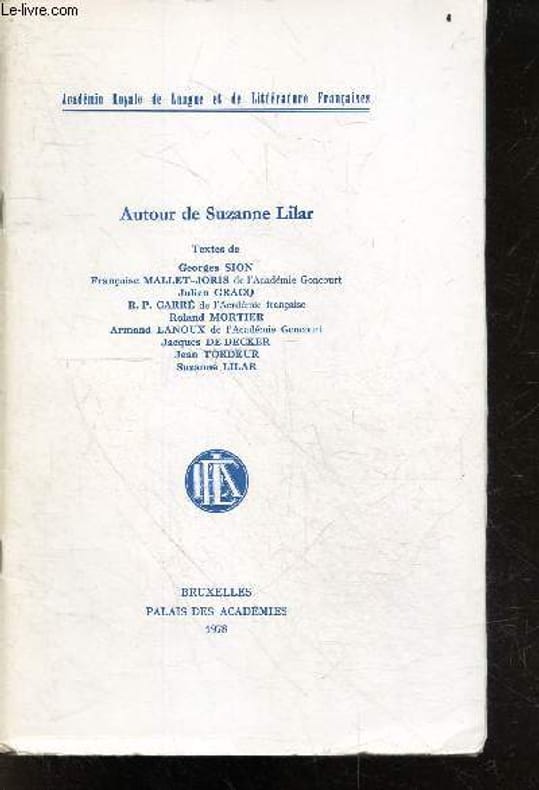 Le-livre.com
Académie Royale de Langue et de Littérature Françaises
Autour de Suzanne Lilar
Textes de
Georges SION
Françoise MALLET-JORIS de l'Académie Goncourt
Julien GRACQ
R. P. CARRÉ de l'Académie française
Roland MORTIER
Armand LANOUX de l'Académie Goncourt
Jacques DE DECKER
Jean TORDEUR
Suzanne LILAR
BRUXELLES
PALAIS DES ACADÉMIES
1978